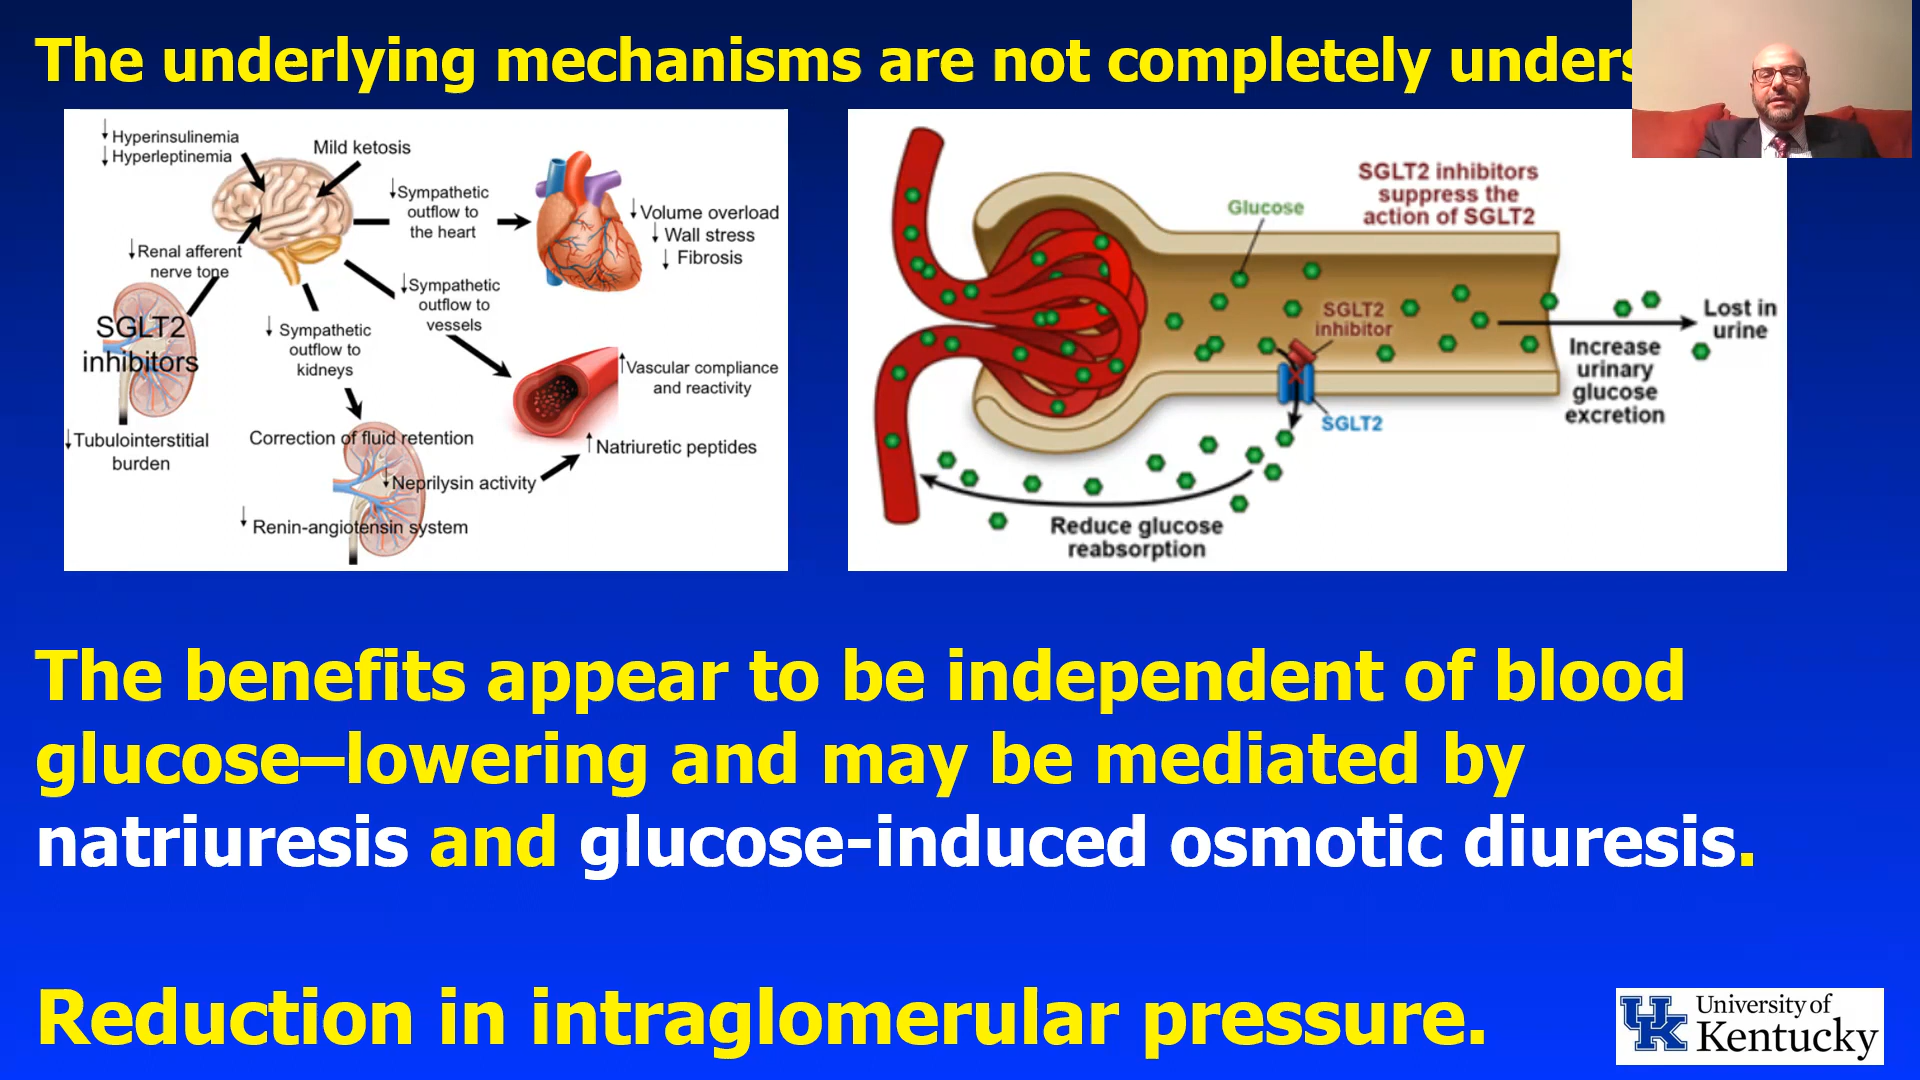 The underlying mechanisms are not completely unders
↓Hyperinsulinemia
↓Hyperleptinemia
Mild ketosis
↓Sympathetic
outflow to
the heart
↓Volume overload
↓ Wall stress
↓ Fibrosis
↓Renal afferent
nerve tone
SGLT2
inhibitors
↓Sympathetic
outflow to
vessels
↓ Sympathetic
outflow to
kidneys
↑Vascular compliance
and reactivity
↓Tubulointerstitial
burden
Correction of fluid retention
↑Natriuretic peptides
↓Neprilysin activity
↓ Renin-angiotensin system
SGLT2 inhibitors
suppress the
action of SGLT2
Glucose
SGLT2
inhibitor
Lost in
urine
Increase
urinary
glucose
excretion
SGLT2
Reduce glucose
reabsorption
The benefits appear to be independent of blood
glucose–lowering and may be mediated by
natriuresis and glucose-induced osmotic diuresis.
Reduction in intraglomerular pressure.
UK
University of
Kentucky